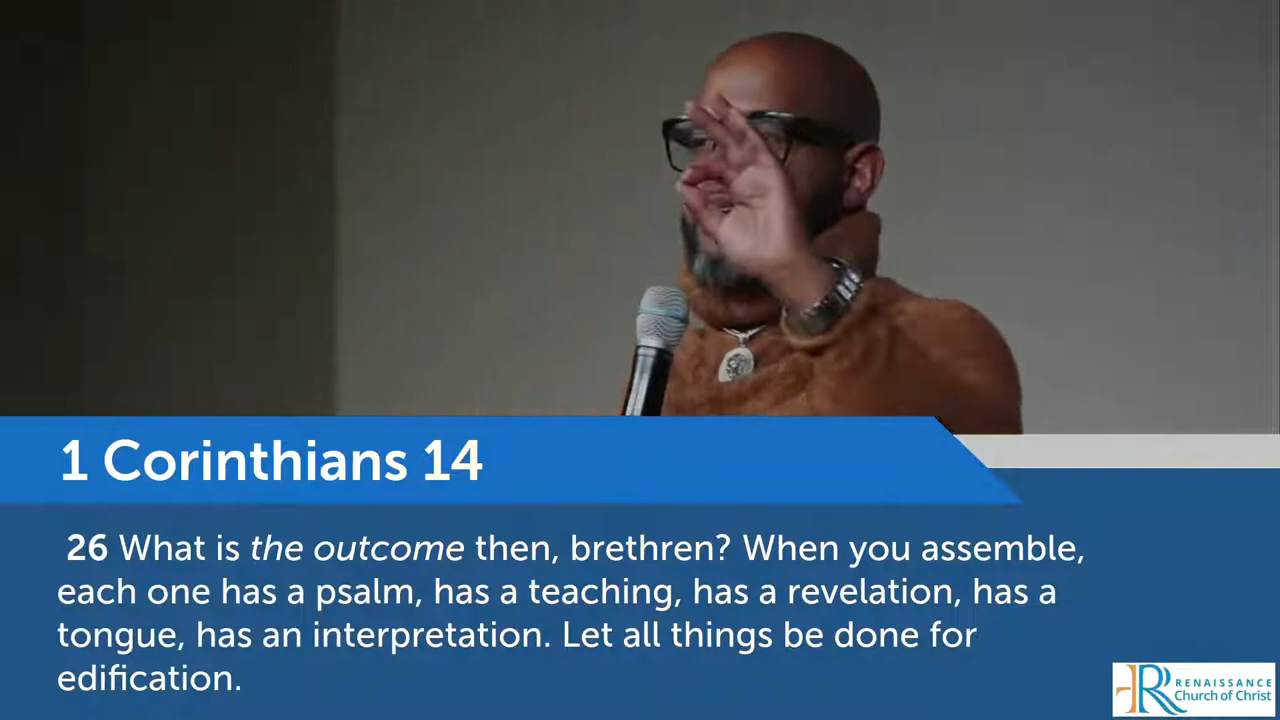 1 Corinthians 14
26 What is the outcome then, brethren? When you assemble,
each one has a psalm, has a teaching, has a revelation, has a
tongue, has an interpretation. Let all things be done for
edification.
RENAISSANCE
Church of Christ